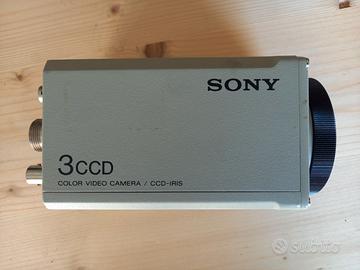 SONY
3CCD
COLOR VIDEO CAMERA / CCD-IRIS
subito